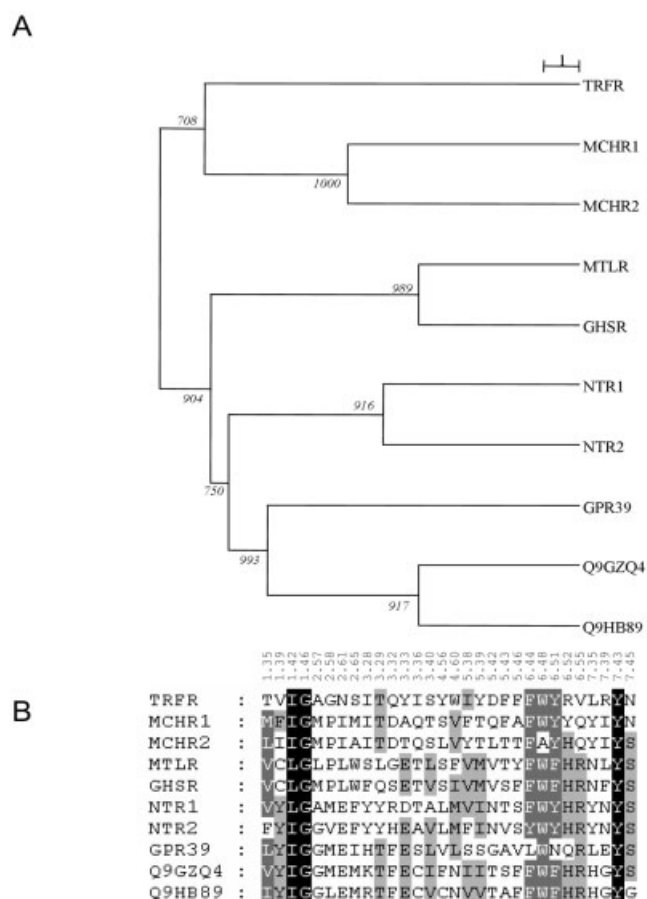 A
1
TRFR
708
MCHR1
1000
MCHR2
MTLR
989
GHSR
904
NTR1
916
NTR2
750
GPR39
993
Q9GZQ4
917
Q9HB89
1.35 1.39 1.42 1.46 2.57 2.58 2.61 2.65 3.28 3.29 3.32 3.33 3.36 3.40 4.56 4.60 5.38 5.39 5.42 5.43 5.46 6.44 6.48 6.51 6.52 6.55 7.35 7.39 7.43 7.45
B
TRFR : TVIGAGNSITQYISYWIYDFFFWYRVLRYN
MCHR1 : MFIGMPIMITDAQTSVFTQFAFWYYQYIYN
MCHR2 : LIIGMPIAITDTQSLVYTLTTFAYHQYIYS
MTLR : VCLGLPLWSLGETLSFVMVTYFWFHRNLYS
GHSR : VCLGMPLWFQSETVSIVMVSFFWFHRNLYS
NTR1 : VYLGAMEFYYRDTALMVINTSFWFHRYNYS
NTR2 : FYIGGVEFYYHEAVLMFINVSYWYHRYNYS
GPR39 : LYIGGMEIHTFESLVLSSGAVLWNQRLEYS
Q9GZQ4 : VYIGGMEMKTFECIFNIITSFFWFHRHGYS
Q9HB89 : IYIGGLEMRTFECVCNVVTAFFWFHRHGYG